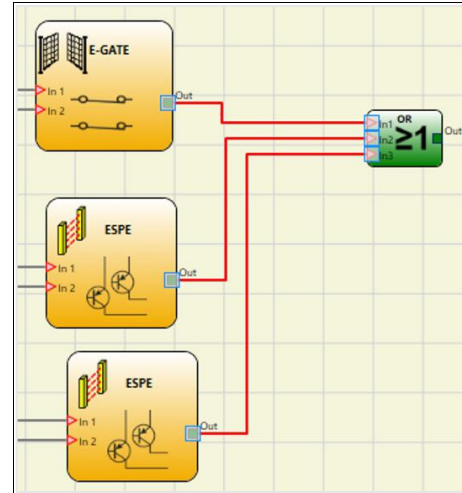 E-GATE
In 1
In 2
Out
OR
≥1
In1
In2
In3
Out
ESPE
In 1
In 2
Out
ESPE
In 1
In 2
Out